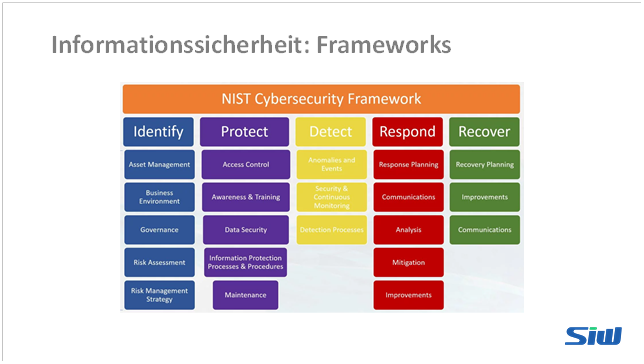 Informationssicherheit: Frameworks
NIST Cybersecurity Framework
Identify
Asset Management
Business
Environment
Governance
Risk Assessment
Risk Management
Strategy
Protect
Access Control
Awareness & Training
Data Security
Information Protection
Processes & Procedures
Maintenance
Detect
Anomalies and
Events
Security &
Continuous
Monitoring
Detection Processes
Respond
Response Planning
Communications
Analysis
Mitigation
Improvements
Recover
Recovery Planning
Improvements
Communications
SIW